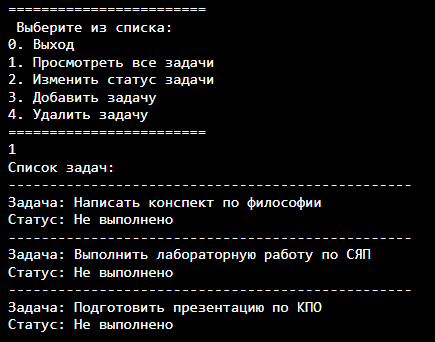 ========================
Выберите из списка:
0. Выход
1. Просмотреть все задачи
2. Изменить статус задачи
3. Добавить задачу
4. Удалить задачу
========================
1
Список задач:
-------------------------------------------------
Задача: Написать конспект по философии
Статус: Не выполнено
-------------------------------------------------
Задача: Выполнить лабораторную работу по СЯП
Статус: Не выполнено
-------------------------------------------------
Задача: Подготовить презентацию по КПО
Статус: Не выполнено